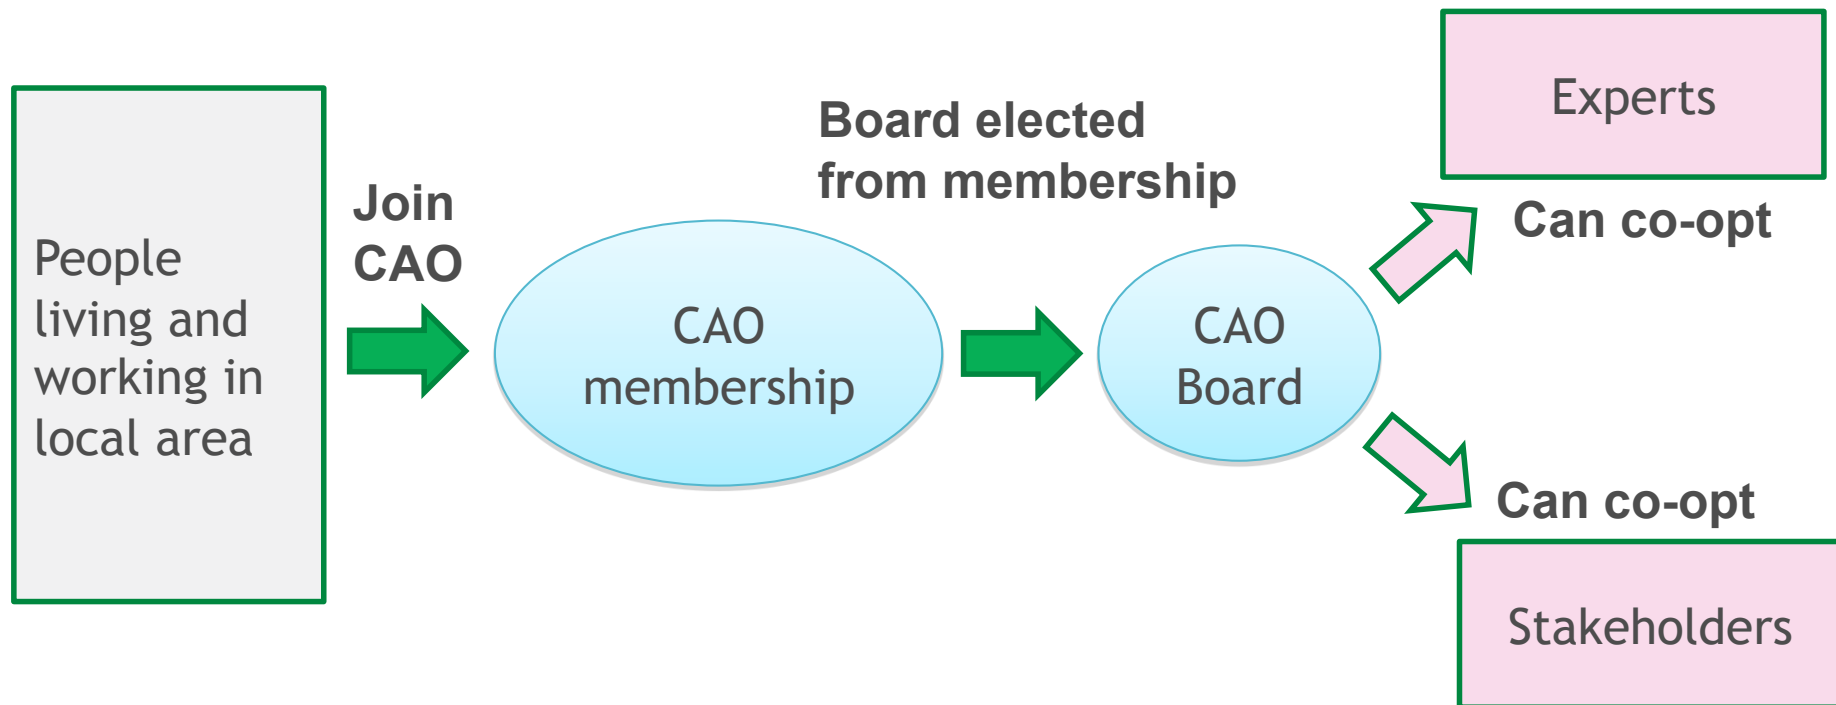 People
living and
working in
local area
Join
CAO
CAO
membership
Board elected
from membership
CAO
Board
Experts
Can co-opt
Can co-opt
Stakeholders